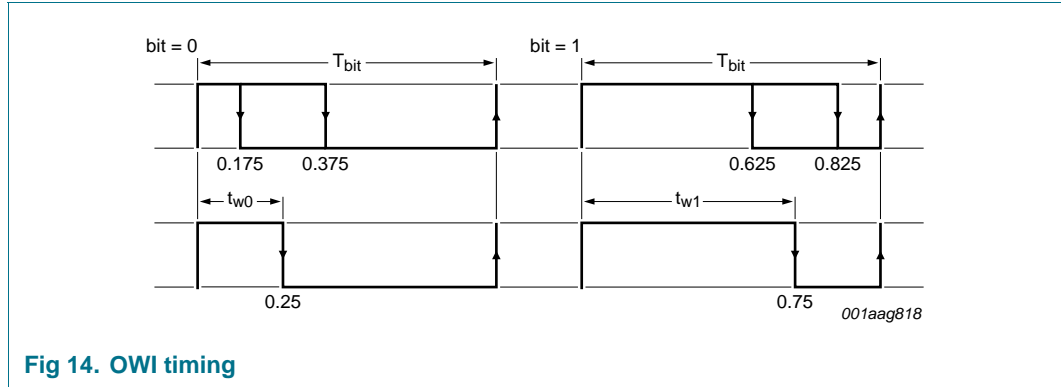 bit = 0 bit = 1
Tbit Tbit
0.175 0.375 0.625 0.825
tw0 tw1
0.25 0.75
001aag818
Fig 14. OWI timing